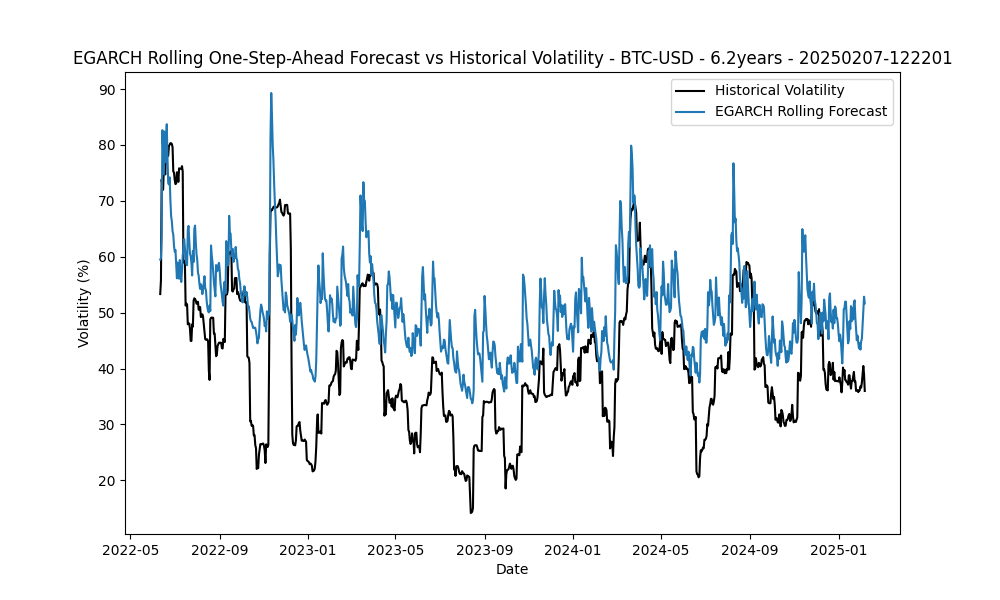 EGARCH Rolling One-Step-Ahead Forecast vs Historical Volatility - BTC-USD - 6.2years - 20250207-122201
Historical Volatility
EGARCH Rolling Forecast
Volatility (%)
90
80
70
60
50
40
30
20
2022-05 2022-09 2023-01 2023-05 2023-09 2024-01 2024-05 2024-09 2025-01
Date